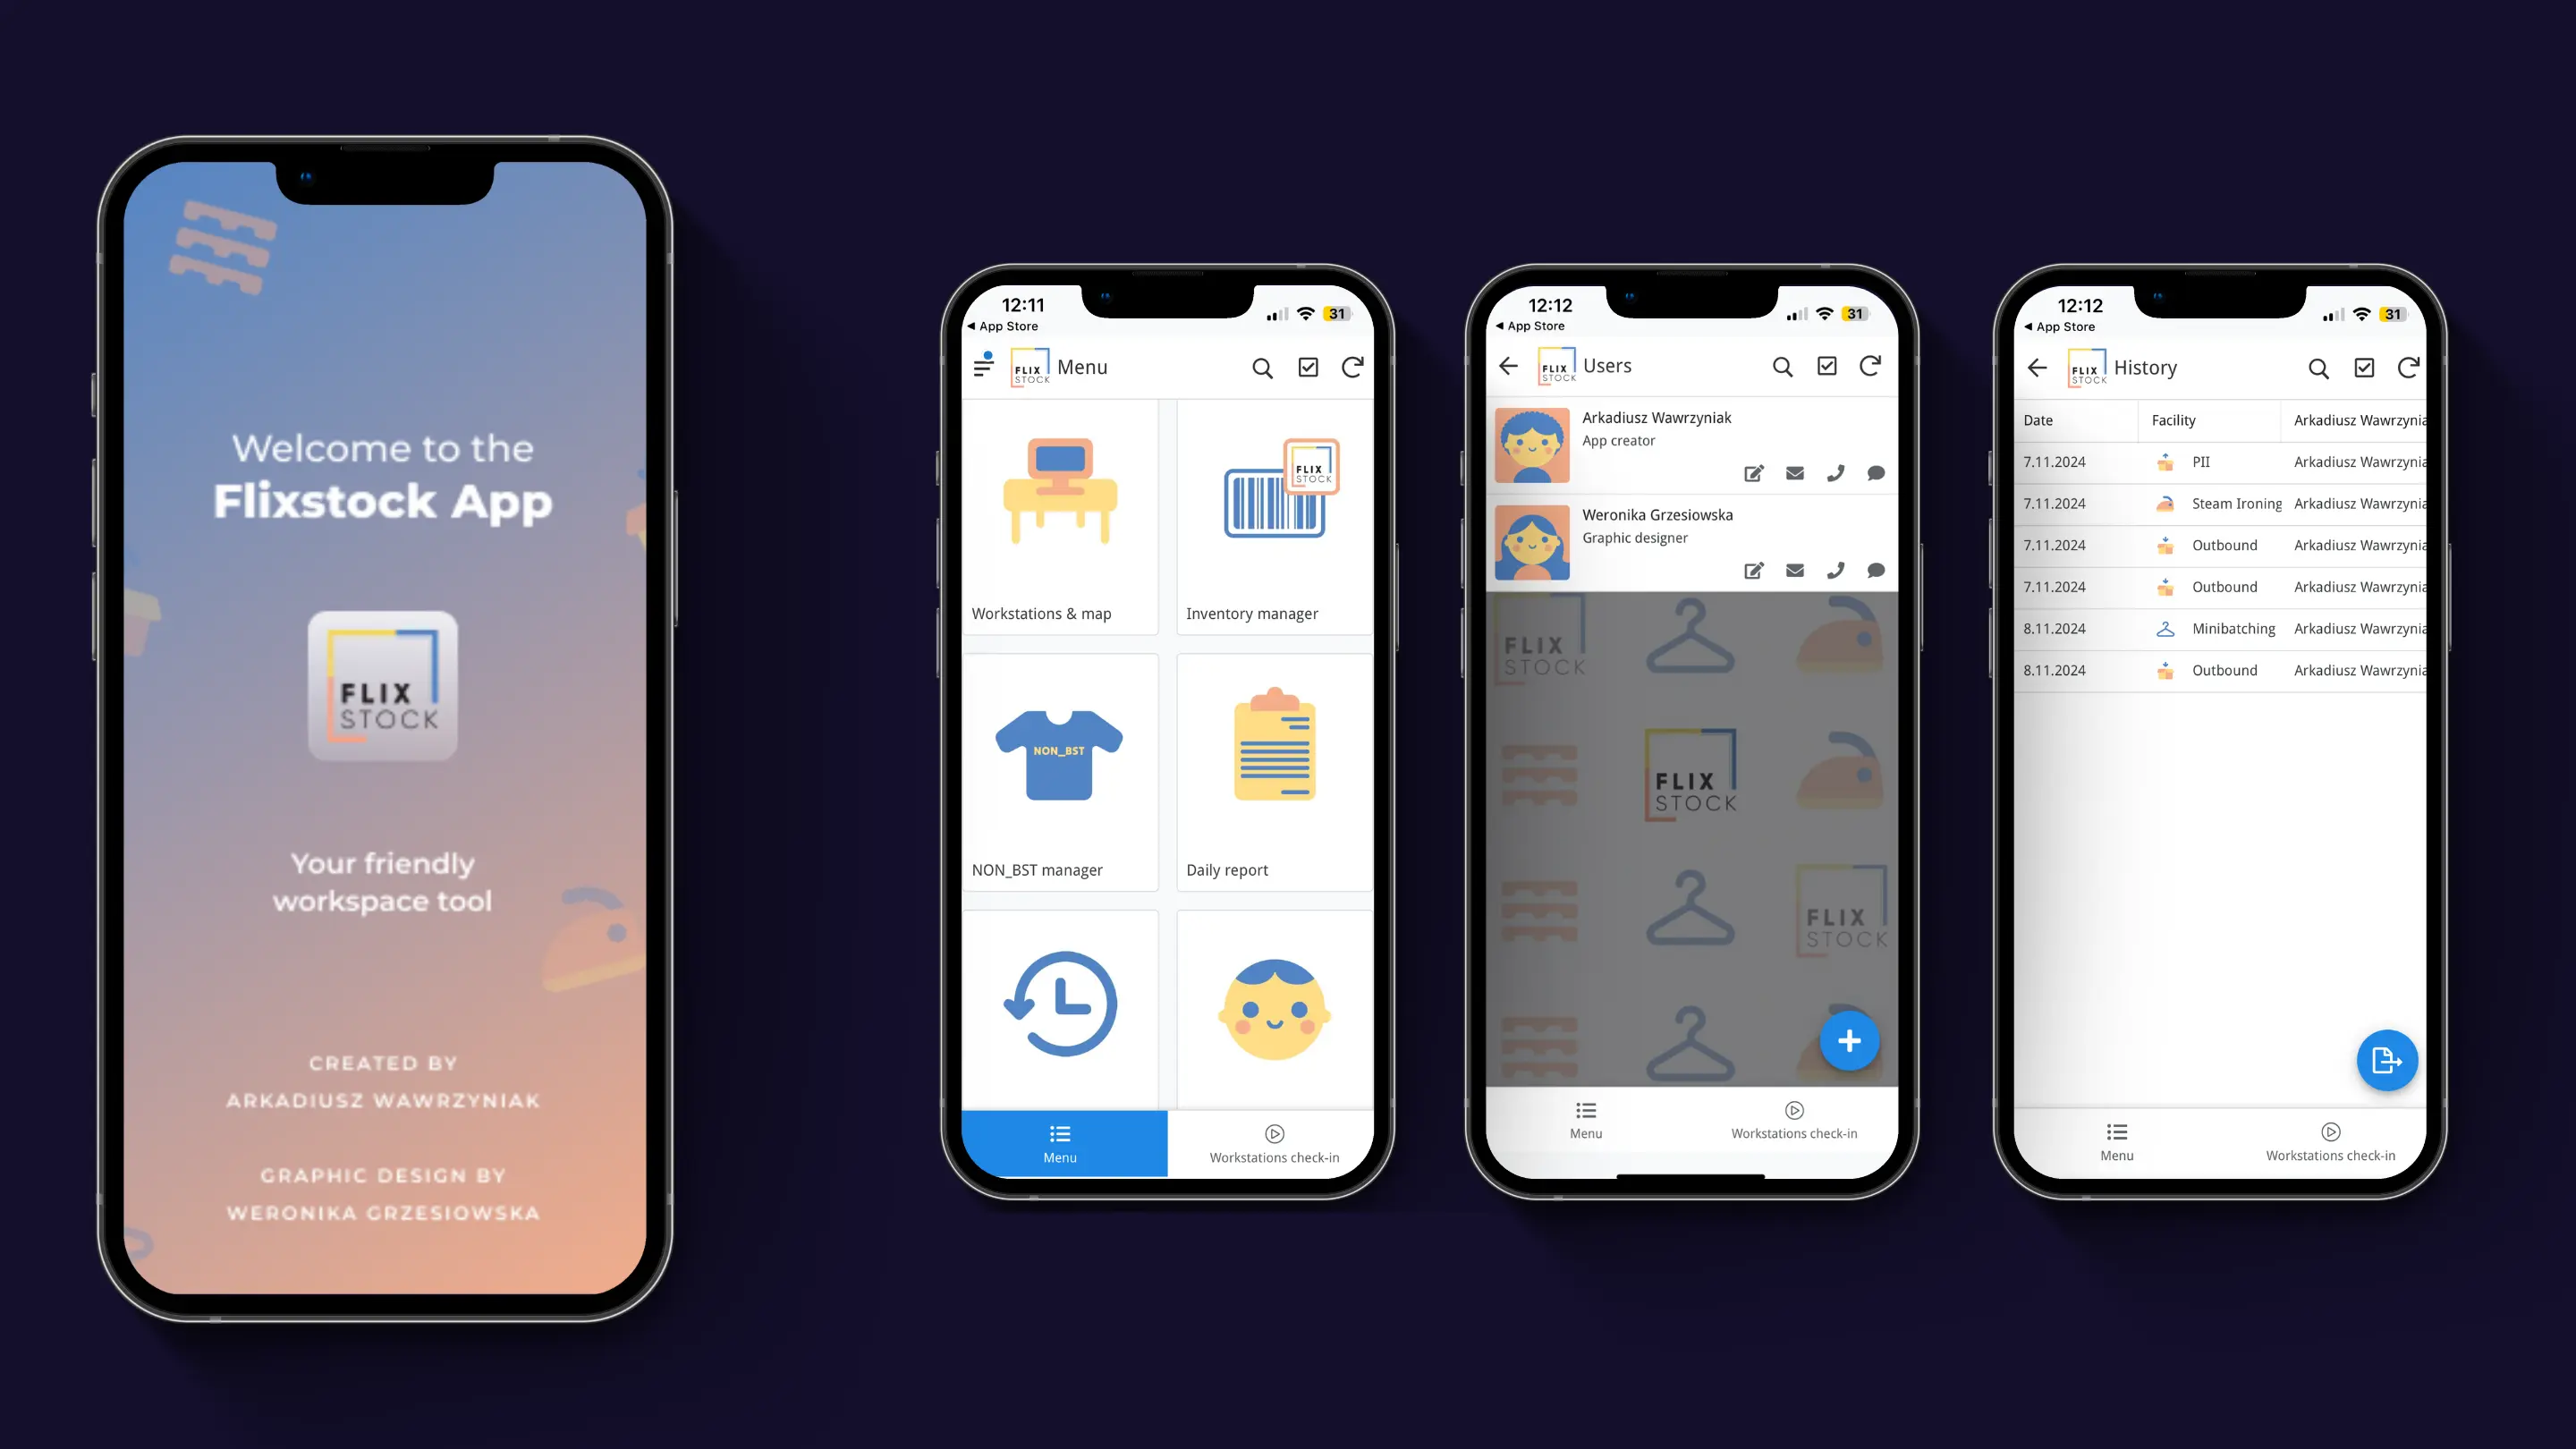 Welcome to the
Flixstock App
FLIX
STOCK
Your friendly
workspace tool
CREATED BY
ARKADIUSZ WAWRZYNIAK
GRAPHIC DESIGN BY
WERONIKA GRZESIOWSKA
12:11
31
App Store
FLIX
STOCK
Menu
FLIX
STOCK
Workstations & map
Inventory manager
NON_BST
NON_BST manager
Daily report
Menu
Workstations check-in
12:12
31
App Store
FLIX
STOCK
Users
Arkadiusz Wawrzyniak
App creator
Weronika Grzesiowska
Graphic designer
FLIX
STOCK
FLIX
STOCK
FLIX
STOCK
Menu
Workstations check-in
12:12
31
App Store
FLIX
STOCK
History
Date Facility Arkadiusz Wawrzynia
7.11.2024 PII Arkadiusz Wawrzynia
7.11.2024 Steam Ironing Arkadiusz Wawrzynia
7.11.2024 Outbound Arkadiusz Wawrzynia
7.11.2024 Outbound Arkadiusz Wawrzynia
8.11.2024 Minibatching Arkadiusz Wawrzynia
8.11.2024 Outbound Arkadiusz Wawrzynia
Menu
Workstations check-in